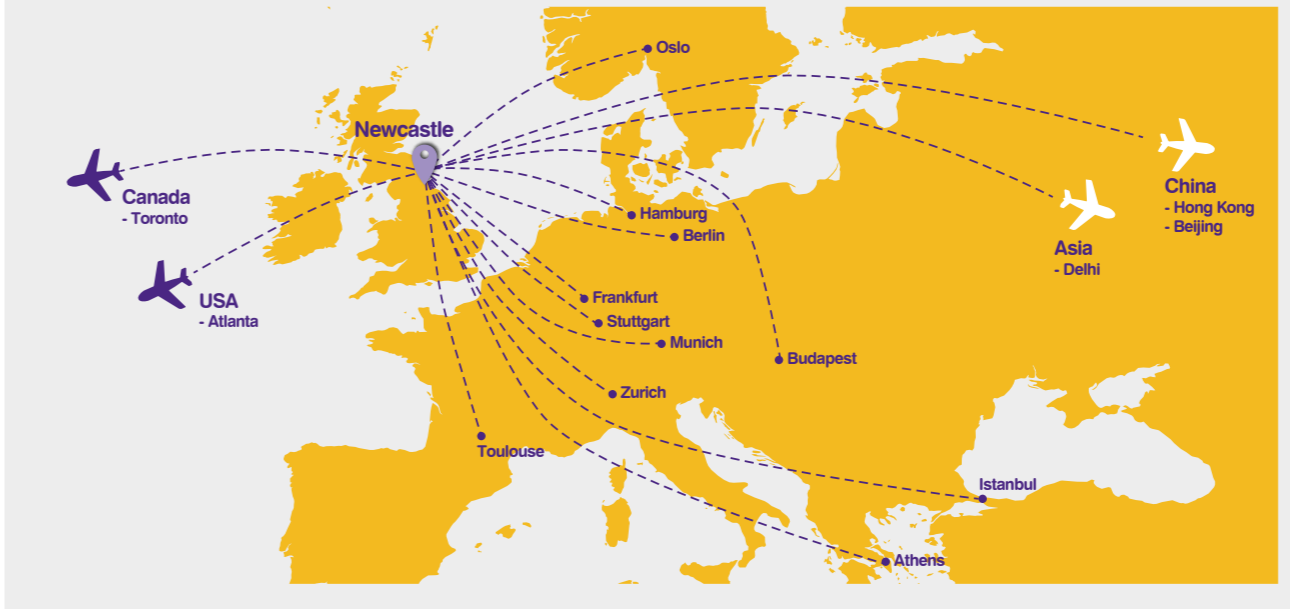 Oslo
Newcastle
Canada
- Toronto
China
- Hong Kong
- Beijing
Hamburg
Berlin
Asia
- Delhi
USA
- Atlanta
Frankfurt
Stuttgart
Munich
Budapest
Zurich
Toulouse
Istanbul
Athens